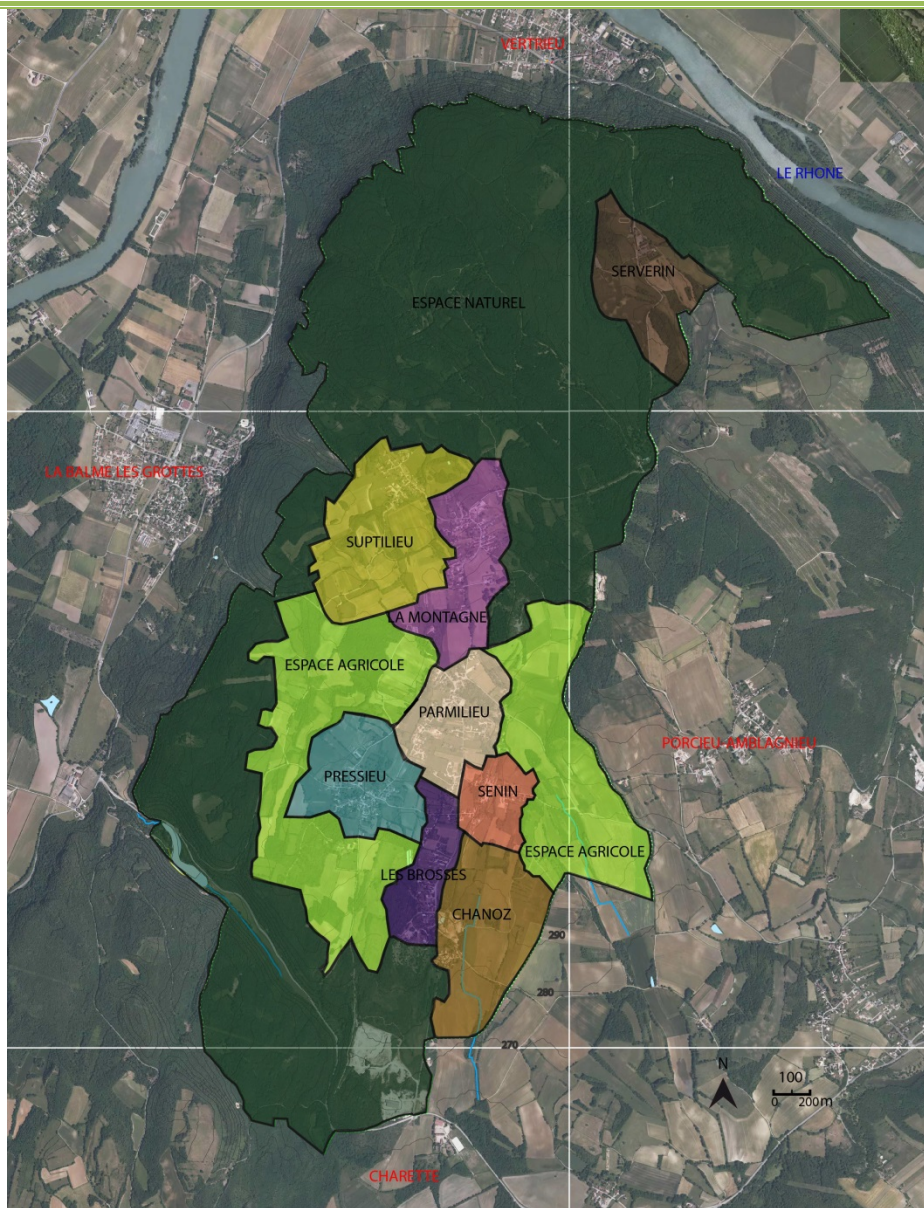 VERTRIEU
LE RHONE
SERVERIN
ESPACE NATUREL
LA BALME LES GROTTES
SUPTILIEU
LA MONTAGNE
ESPACE AGRICOLE
PARMILIEU
PORCIEU-AMBLAGNIEU
PRESSIEU
SENIN
ESPACE AGRICOLE
LES BROSSES
CHANOZ
290
280
270
N
100
0 200m
CHARETTE